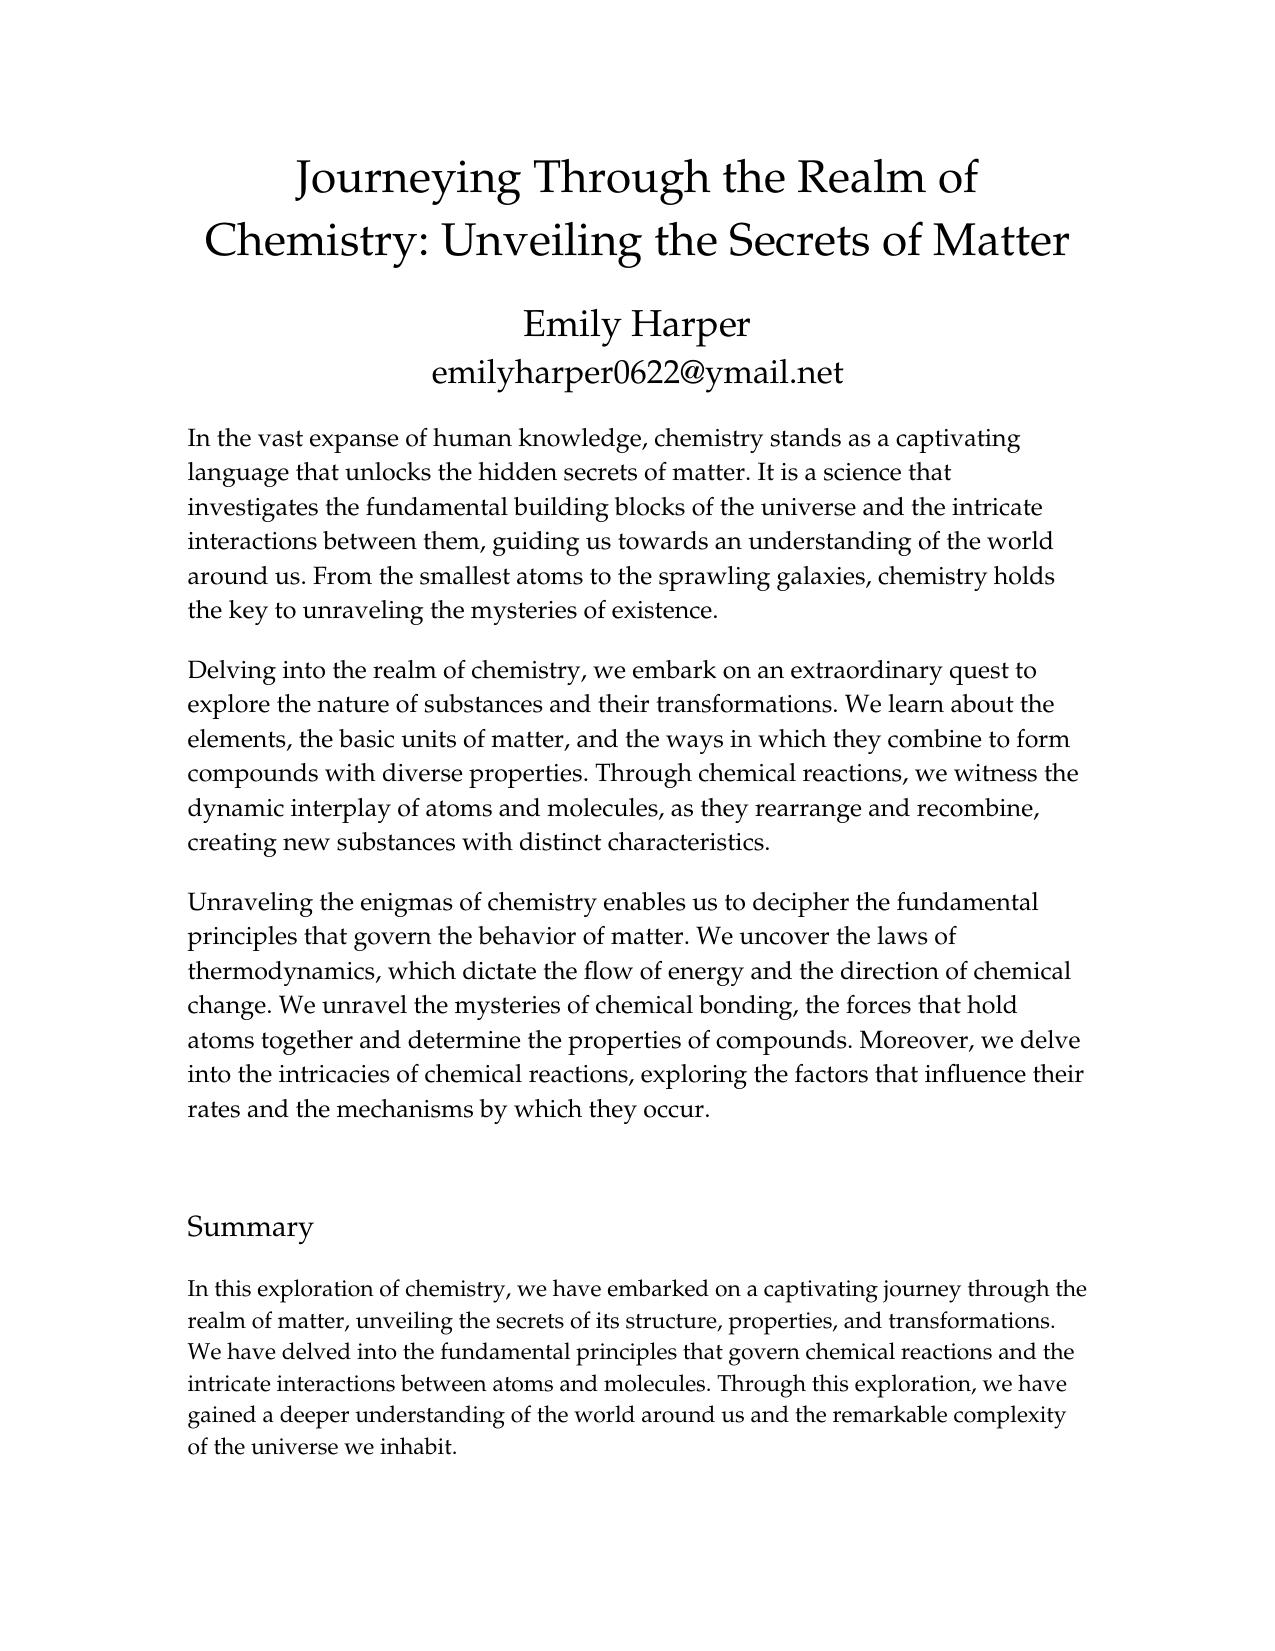 Journeying Through the Realm of
Chemistry: Unveiling the Secrets of Matter
Emily Harper
emilyharper0622@ymail.net
In the vast expanse of human knowledge, chemistry stands as a captivating
language that unlocks the hidden secrets of matter. It is a science that
investigates the fundamental building blocks of the universe and the intricate
interactions between them, guiding us towards an understanding of the world
around us. From the smallest atoms to the sprawling galaxies, chemistry holds
the key to unraveling the mysteries of existence.
Delving into the realm of chemistry, we embark on an extraordinary quest to
explore the nature of substances and their transformations. We learn about the
elements, the basic units of matter, and the ways in which they combine to form
compounds with diverse properties. Through chemical reactions, we witness the
dynamic interplay of atoms and molecules, as they rearrange and recombine,
creating new substances with distinct characteristics.
Unraveling the enigmas of chemistry enables us to decipher the fundamental
principles that govern the behavior of matter. We uncover the laws of
thermodynamics, which dictate the flow of energy and the direction of chemical
change. We unravel the mysteries of chemical bonding, the forces that hold
atoms together and determine the properties of compounds. Moreover, we delve
into the intricacies of chemical reactions, exploring the factors that influence their
rates and the mechanisms by which they occur.
Summary
In this exploration of chemistry, we have embarked on a captivating journey through the
realm of matter, unveiling the secrets of its structure, properties, and transformations.
We have delved into the fundamental principles that govern chemical reactions and the
intricate interactions between atoms and molecules. Through this exploration, we have
gained a deeper understanding of the world around us and the remarkable complexity
of the universe we inhabit.